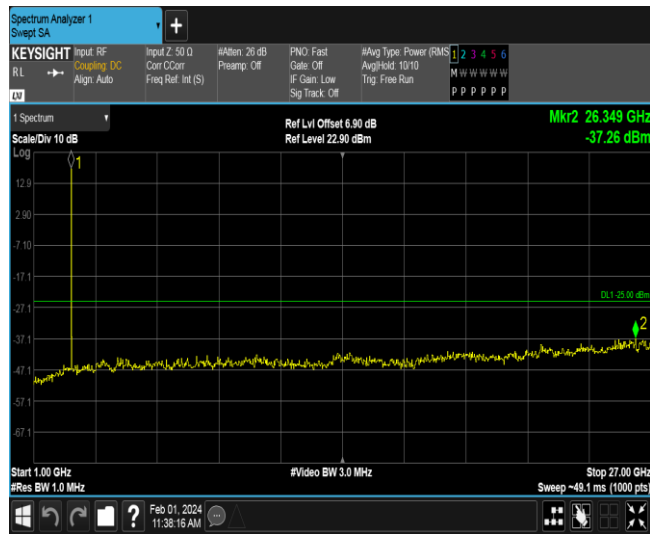 Spectrum Analyzer 1
Swept SA
+
KEYSIGHT
RL
LXI
Input: RF
Coupling: DC
Align: Auto
Input Z: 50 Ω
Corr CCorr
Freq Ref: Int (S)
#Atten: 26 dB
Preamp: Off
PNO: Fast
Gate: Off
IF Gain: Low
Sig Track: Off
#Avg Type: Power (RMS
Avg|Hold: 10/10
Trig: Free Run
1 2 3 4 5 6
M W W W W W
P P P P P P
1 Spectrum
Scale/Div 10 dB
Log
Ref Lvl Offset 6.90 dB
Ref Level 22.90 dBm
Mkr2 26.349 GHz
-37.26 dBm
1
12.9
2.90
-7.10
-17.1
DL1 -25.00 dBm
-27.1
2
-37.1
-47.1
-57.1
-67.1
Start 1.00 GHz
#Res BW 1.0 MHz
#Video BW 3.0 MHz
Stop 27.00 GHz
Sweep ~49.1 ms (1000 pts)
?
Feb 01, 2024
11:38:16 AM